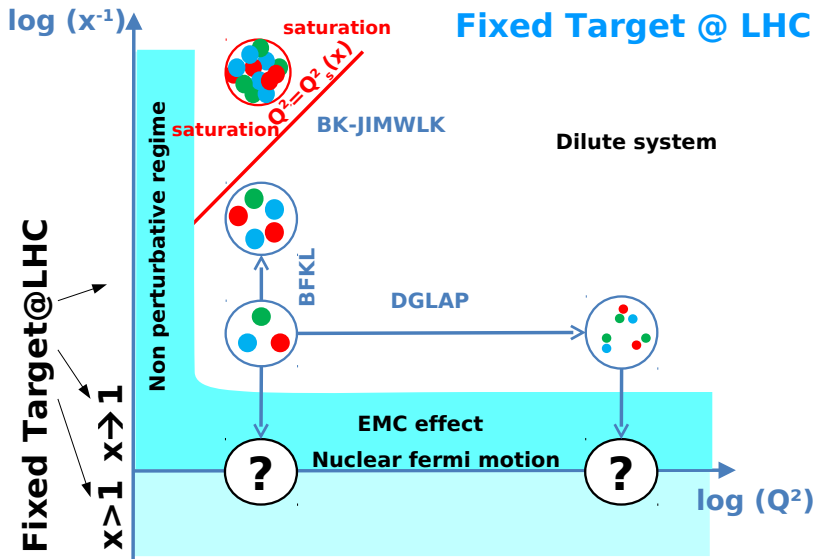 log (x⁻¹)
Fixed Target @ LHC
saturation
Q²=Q²ₛ(x)
saturation
BK-JIMWLK
Dilute system
Non perturbative regime
BFKL
DGLAP
Fixed Target@LHC
x→1
x>1
EMC effect
Nuclear fermi motion
?
?
log (Q²)